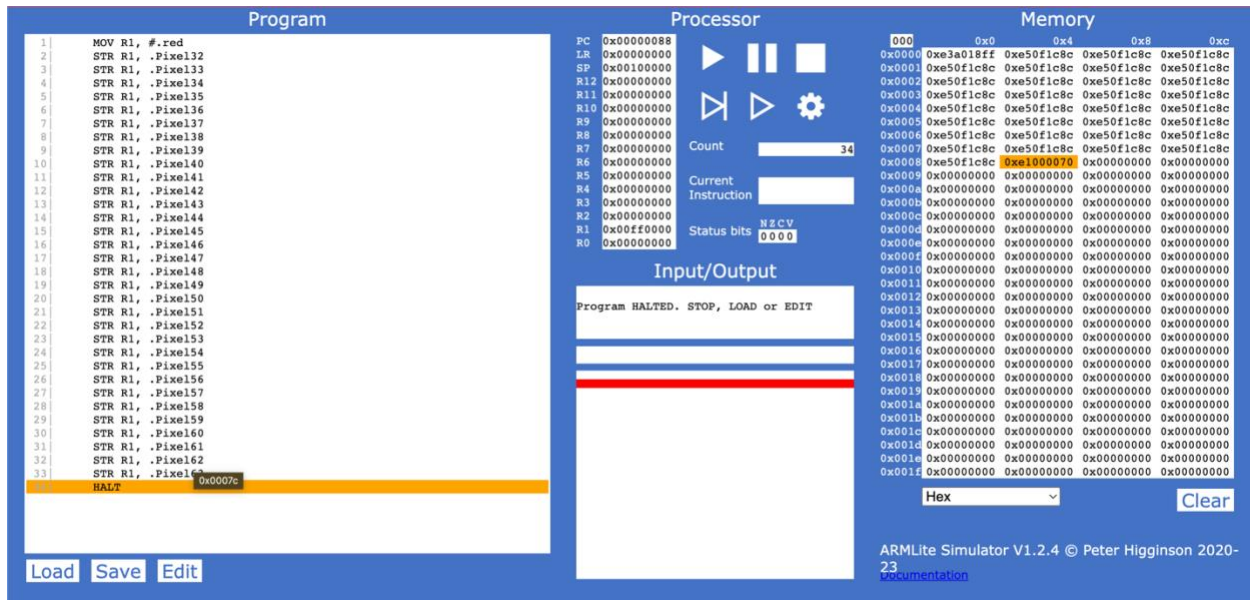 Program
1| MOV R1, #.red
2| STR R1, .Pixel32
3| STR R1, .Pixel33
4| STR R1, .Pixel34
5| STR R1, .Pixel35
6| STR R1, .Pixel36
7| STR R1, .Pixel37
8| STR R1, .Pixel38
9| STR R1, .Pixel39
10| STR R1, .Pixel40
11| STR R1, .Pixel41
12| STR R1, .Pixel42
13| STR R1, .Pixel43
14| STR R1, .Pixel44
15| STR R1, .Pixel45
16| STR R1, .Pixel46
17| STR R1, .Pixel47
18| STR R1, .Pixel48
19| STR R1, .Pixel49
20| STR R1, .Pixel50
21| STR R1, .Pixel51
22| STR R1, .Pixel52
23| STR R1, .Pixel53
24| STR R1, .Pixel54
25| STR R1, .Pixel55
26| STR R1, .Pixel56
27| STR R1, .Pixel57
28| STR R1, .Pixel58
29| STR R1, .Pixel59
30| STR R1, .Pixel60
31| STR R1, .Pixel61
32| STR R1, .Pixel62
33| STR R1, .Pixel63
0x0007c
HALT
Load Save Edit
Processor
PC 0x00000088
LR 0x00000000
SP 0x00100000
R12 0x00000000
R11 0x00000000
R10 0x00000000
R9 0x00000000
R8 0x00000000
R7 0x00000000
R6 0x00000000
R5 0x00000000
R4 0x00000000
R3 0x00000000
R2 0x00000000
R1 0x00ff0000
R0 0x00000000
Count 34
Current
Instruction
Status bits
N Z C V
0 0 0 0
Input/Output
Program HALTED. STOP, LOAD or EDIT
Memory
000 0x0 0x4 0x8 0xc
0x0000 0xe3a018ff 0xe50f1c8c 0xe50f1c8c 0xe50f1c8c
0x0001 0xe50f1c8c 0xe50f1c8c 0xe50f1c8c 0xe50f1c8c
0x0002 0xe50f1c8c 0xe50f1c8c 0xe50f1c8c 0xe50f1c8c
0x0003 0xe50f1c8c 0xe50f1c8c 0xe50f1c8c 0xe50f1c8c
0x0004 0xe50f1c8c 0xe50f1c8c 0xe50f1c8c 0xe50f1c8c
0x0005 0xe50f1c8c 0xe50f1c8c 0xe50f1c8c 0xe50f1c8c
0x0006 0xe50f1c8c 0xe50f1c8c 0xe50f1c8c 0xe50f1c8c
0x0007 0xe50f1c8c 0xe50f1c8c 0xe50f1c8c 0xe50f1c8c
0x0008 0xe50f1c8c 0xe1000070 0x00000000 0x00000000
0x0009 0x00000000 0x00000000 0x00000000 0x00000000
0x000a 0x00000000 0x00000000 0x00000000 0x00000000
0x000b 0x00000000 0x00000000 0x00000000 0x00000000
0x000c 0x00000000 0x00000000 0x00000000 0x00000000
0x000d 0x00000000 0x00000000 0x00000000 0x00000000
0x000e 0x00000000 0x00000000 0x00000000 0x00000000
0x000f 0x00000000 0x00000000 0x00000000 0x00000000
0x0010 0x00000000 0x00000000 0x00000000 0x00000000
0x0011 0x00000000 0x00000000 0x00000000 0x00000000
0x0012 0x00000000 0x00000000 0x00000000 0x00000000
0x0013 0x00000000 0x00000000 0x00000000 0x00000000
0x0014 0x00000000 0x00000000 0x00000000 0x00000000
0x0015 0x00000000 0x00000000 0x00000000 0x00000000
0x0016 0x00000000 0x00000000 0x00000000 0x00000000
0x0017 0x00000000 0x00000000 0x00000000 0x00000000
0x0018 0x00000000 0x00000000 0x00000000 0x00000000
0x0019 0x00000000 0x00000000 0x00000000 0x00000000
0x001a 0x00000000 0x00000000 0x00000000 0x00000000
0x001b 0x00000000 0x00000000 0x00000000 0x00000000
0x001c 0x00000000 0x00000000 0x00000000 0x00000000
0x001d 0x00000000 0x00000000 0x00000000 0x00000000
0x001e 0x00000000 0x00000000 0x00000000 0x00000000
0x001f 0x00000000 0x00000000 0x00000000 0x00000000
Hex
Clear
ARMLite Simulator V1.2.4 © Peter Higginson 2020-
23
Documentation